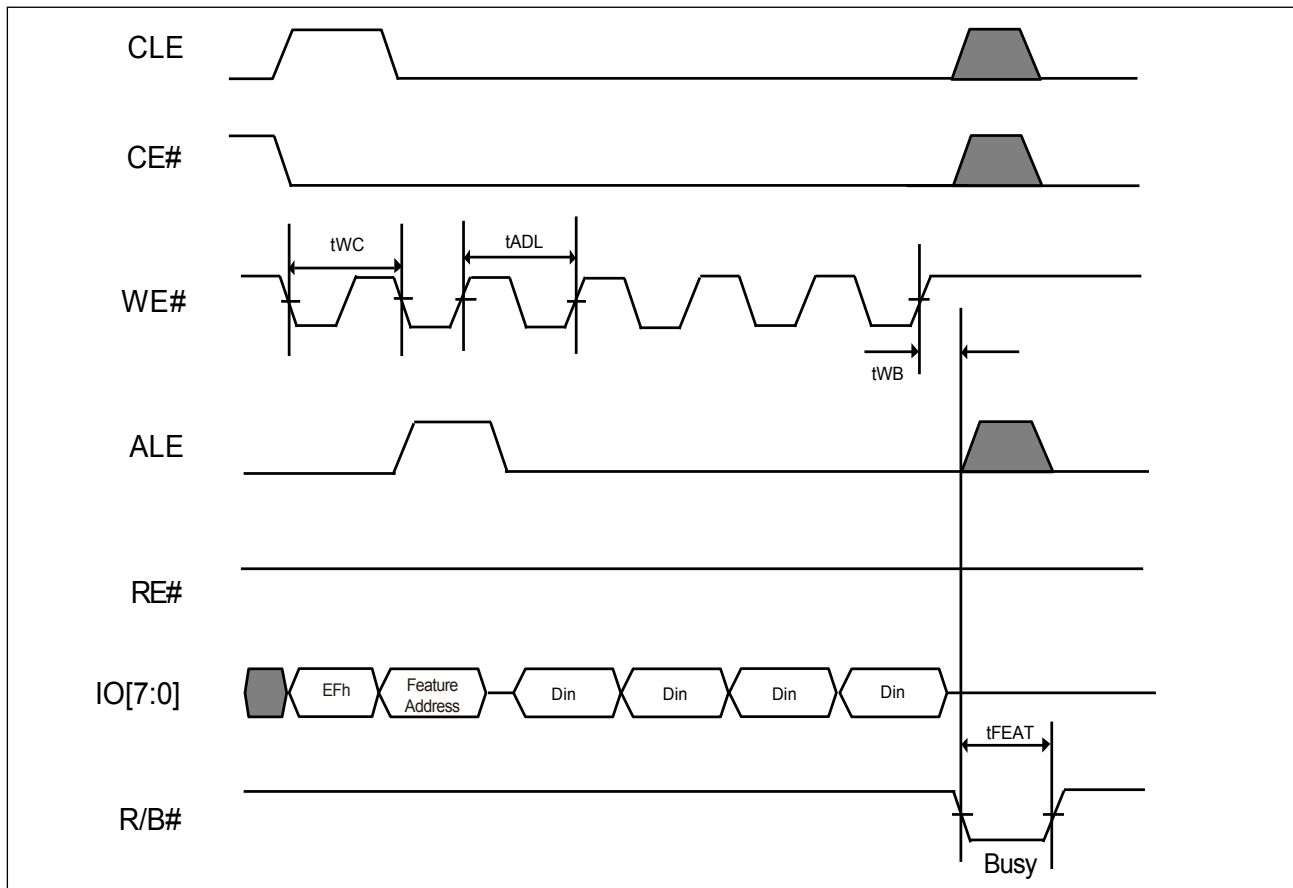 CLE
CE#
tWC
tADL
WE#
tWB
ALE
RE#
IO[7:0]
EFh
Feature
Address
Din
Din
Din
Din
tFEAT
R/B#
Busy